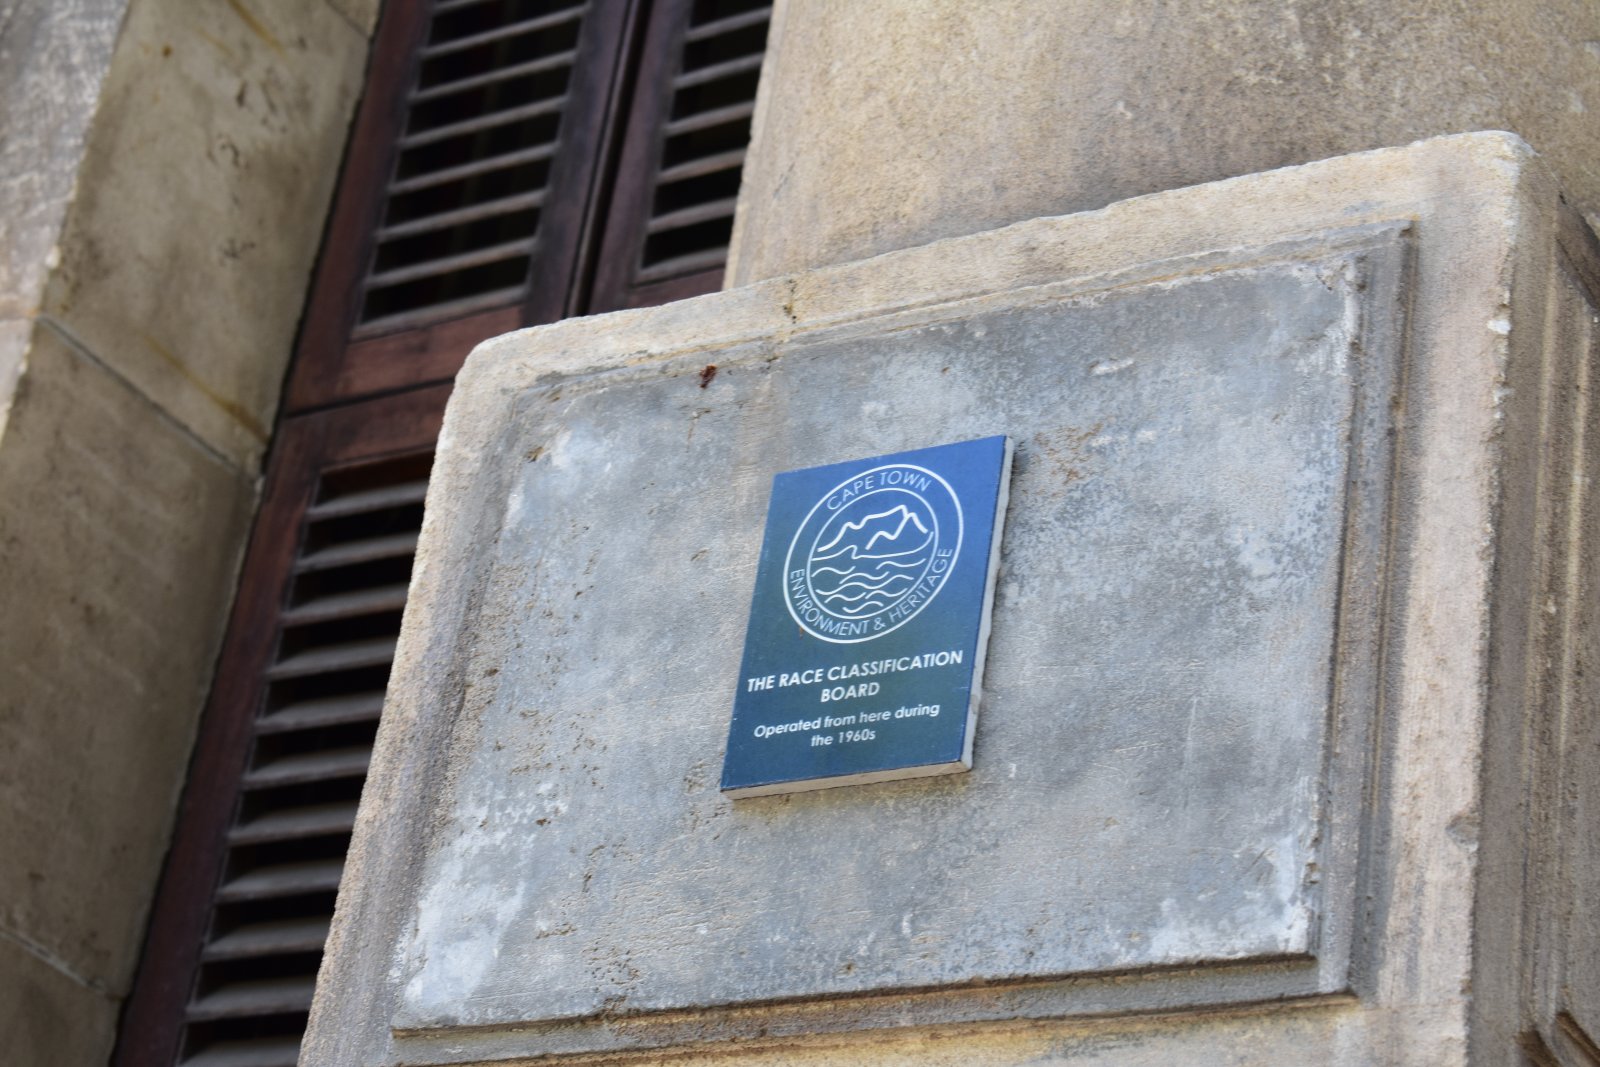 CAPE TOWN
ENVIRONMENT & HERITAGE
THE RACE CLASSIFICATION
BOARD
Operated from here during
the 1960s